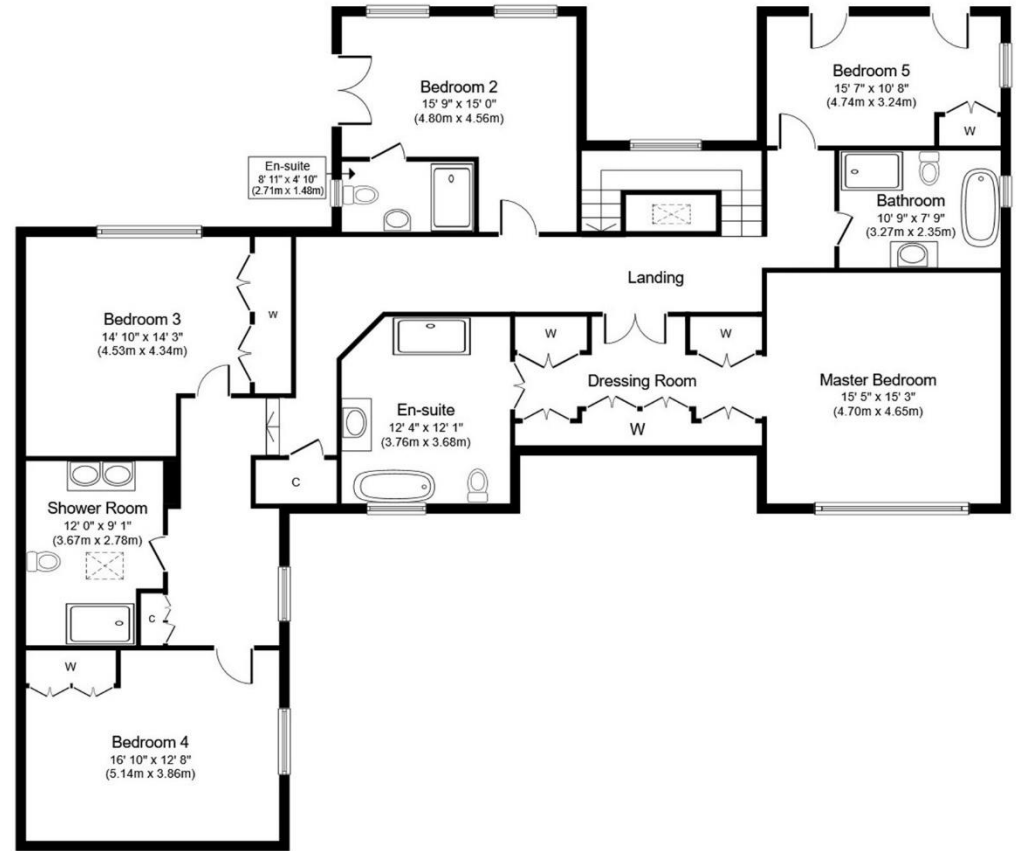 Bedroom 2
15' 9" x 15' 0"
(4.80m x 4.56m)
Bedroom 5
15' 7" x 10' 8"
(4.74m x 3.24m)
W
En-suite
8' 11" x 4' 10"
(2.71m x 1.48m)
Bathroom
10' 9" x 7' 9"
(3.27m x 2.35m)
Landing
Bedroom 3
14' 10" x 14' 3"
(4.53m x 4.34m)
W
W
W
Dressing Room
W
En-suite
12' 4" x 12' 1"
(3.76m x 3.68m)
Master Bedroom
15' 5" x 15' 3"
(4.70m x 4.65m)
C
Shower Room
12' 0" x 9' 1"
(3.67m x 2.78m)
C
W
Bedroom 4
16' 10" x 12' 8"
(5.14m x 3.86m)